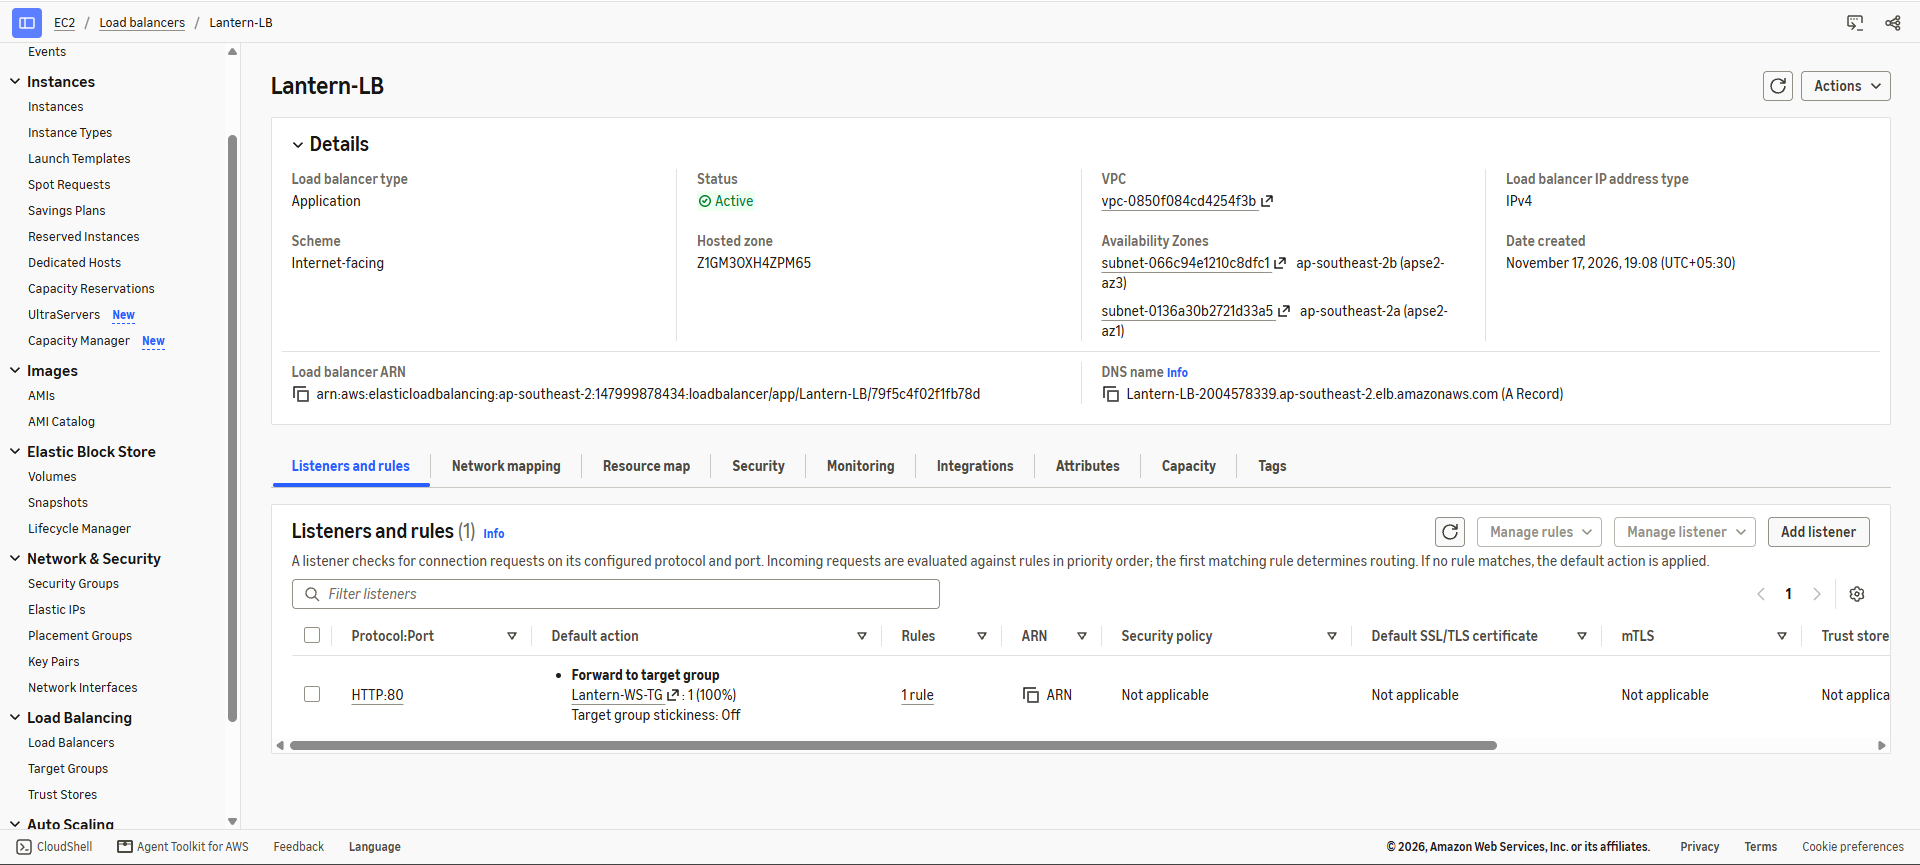 EC2 / Load balancers / Lantern-LB
Events
Instances
Instances
Instance Types
Launch Templates
Spot Requests
Savings Plans
Reserved Instances
Dedicated Hosts
Capacity Reservations
UltraServers New
Capacity Manager New
Images
AMIs
AMI Catalog
Elastic Block Store
Volumes
Snapshots
Lifecycle Manager
Network & Security
Security Groups
Elastic IPs
Placement Groups
Key Pairs
Network Interfaces
Load Balancing
Load Balancers
Target Groups
Trust Stores
Auto Scaling
Lantern-LB
Actions
Details
Load balancer type
Application
Status
Active
VPC
vpc-0850f084cd4254f3b
Load balancer IP address type
IPv4
Scheme
Internet-facing
Hosted zone
Z1GM3OXH4ZPM65
Availability Zones
subnet-066c94e1210c8dfc1 ap-southeast-2b (apse2-
az3)
subnet-0136a30b2721d33a5 ap-southeast-2a (apse2-
az1)
Date created
November 17, 2026, 19:08 (UTC+05:30)
Load balancer ARN
arn:aws:elasticloadbalancing:ap-southeast-2:147999878434:loadbalancer/app/Lantern-LB/79f5c4f02f1fb78d
DNS name Info
Lantern-LB-2004578339.ap-southeast-2.elb.amazonaws.com (A Record)
Listeners and rules Network mapping Resource map Security Monitoring Integrations Attributes Capacity Tags
Listeners and rules (1) Info
Manage rules Manage listener Add listener
A listener checks for connection requests on its configured protocol and port. Incoming requests are evaluated against rules in priority order; the first matching rule determines routing. If no rule matches, the default action is applied.
Filter listeners
1
Protocol:Port Default action Rules ARN Security policy Default SSL/TLS certificate mTLS Trust store
HTTP:80
• Forward to target group
Lantern-WS-TG : 1 (100%)
Target group stickiness: Off
1 rule ARN Not applicable Not applicable Not applicable Not applica
CloudShell Agent Toolkit for AWS Feedback Language
© 2026, Amazon Web Services, Inc. or its affiliates. Privacy Terms Cookie preferences